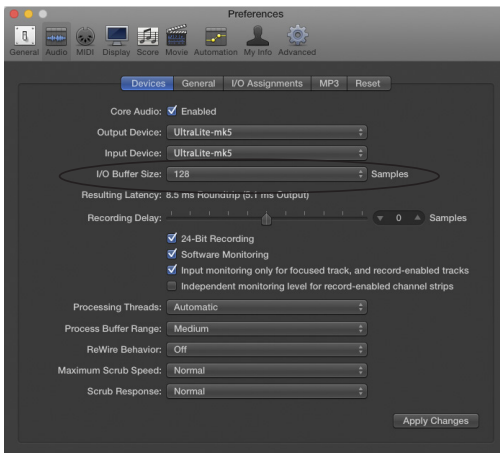 Preferences
General Audio MIDI Display Score Movie Automation My Info Advanced
Devices General I/O Assignments MP3 Reset
Core Audio: Enabled
Output Device: UltraLite-mk5
Input Device: UltraLite-mk5
I/O Buffer Size: 128 Samples
Resulting Latency: 8.5 ms Roundtrip (5.1 ms Output)
Recording Delay: 0 Samples
24-Bit Recording
Software Monitoring
Input monitoring only for focused track, and record-enabled tracks
Independent monitoring level for record-enabled channel strips
Processing Threads: Automatic
Process Buffer Range: Medium
ReWire Behavior: Off
Maximum Scrub Speed: Normal
Scrub Response: Normal
Apply Changes